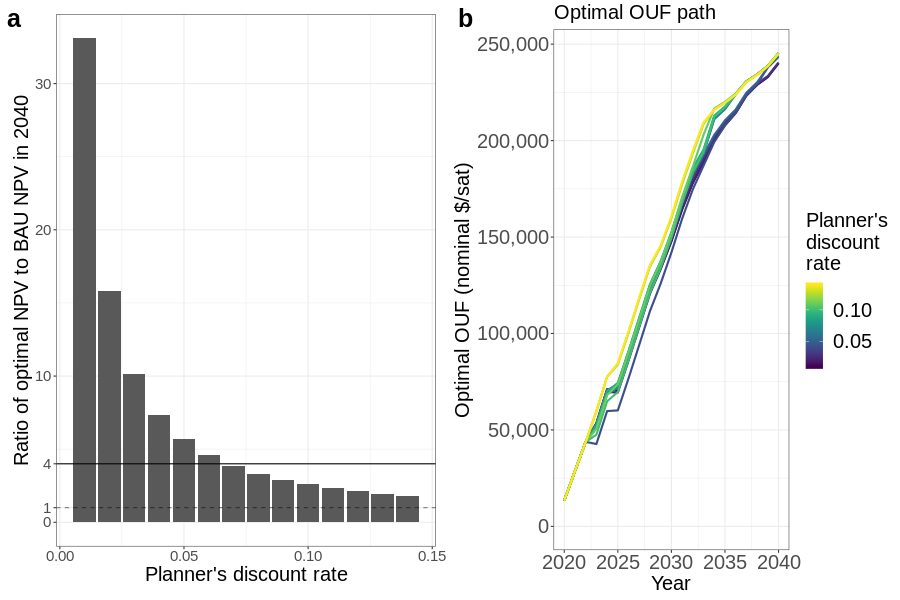 a
Ratio of optimal NPV to BAU NPV in 2040
30
20
10
4
1
0
0.00
0.05
0.10
0.15
Planner's discount rate
b
Optimal OUF path
Optimal OUF (nominal $/sat)
250,000
200,000
150,000
100,000
50,000
0
2020
2025
2030
2035
2040
Year
Planner's
discount
rate
0.10
0.05